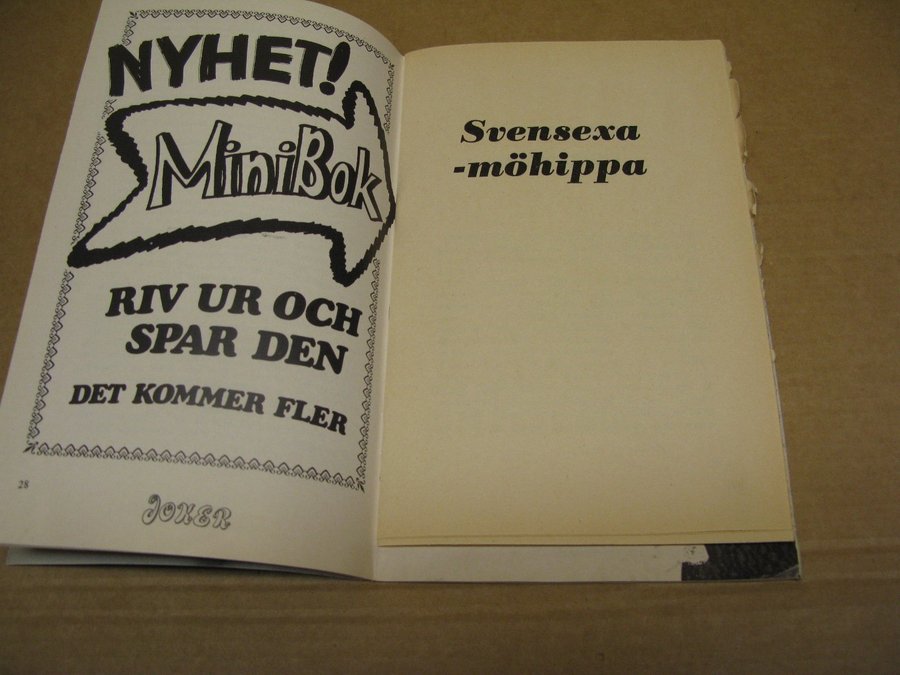 NYHET!
MiniBok
RIV UR OCH
SPAR DEN
DET KOMMER FLER
28
JOKER
Svensexa
-möhippa